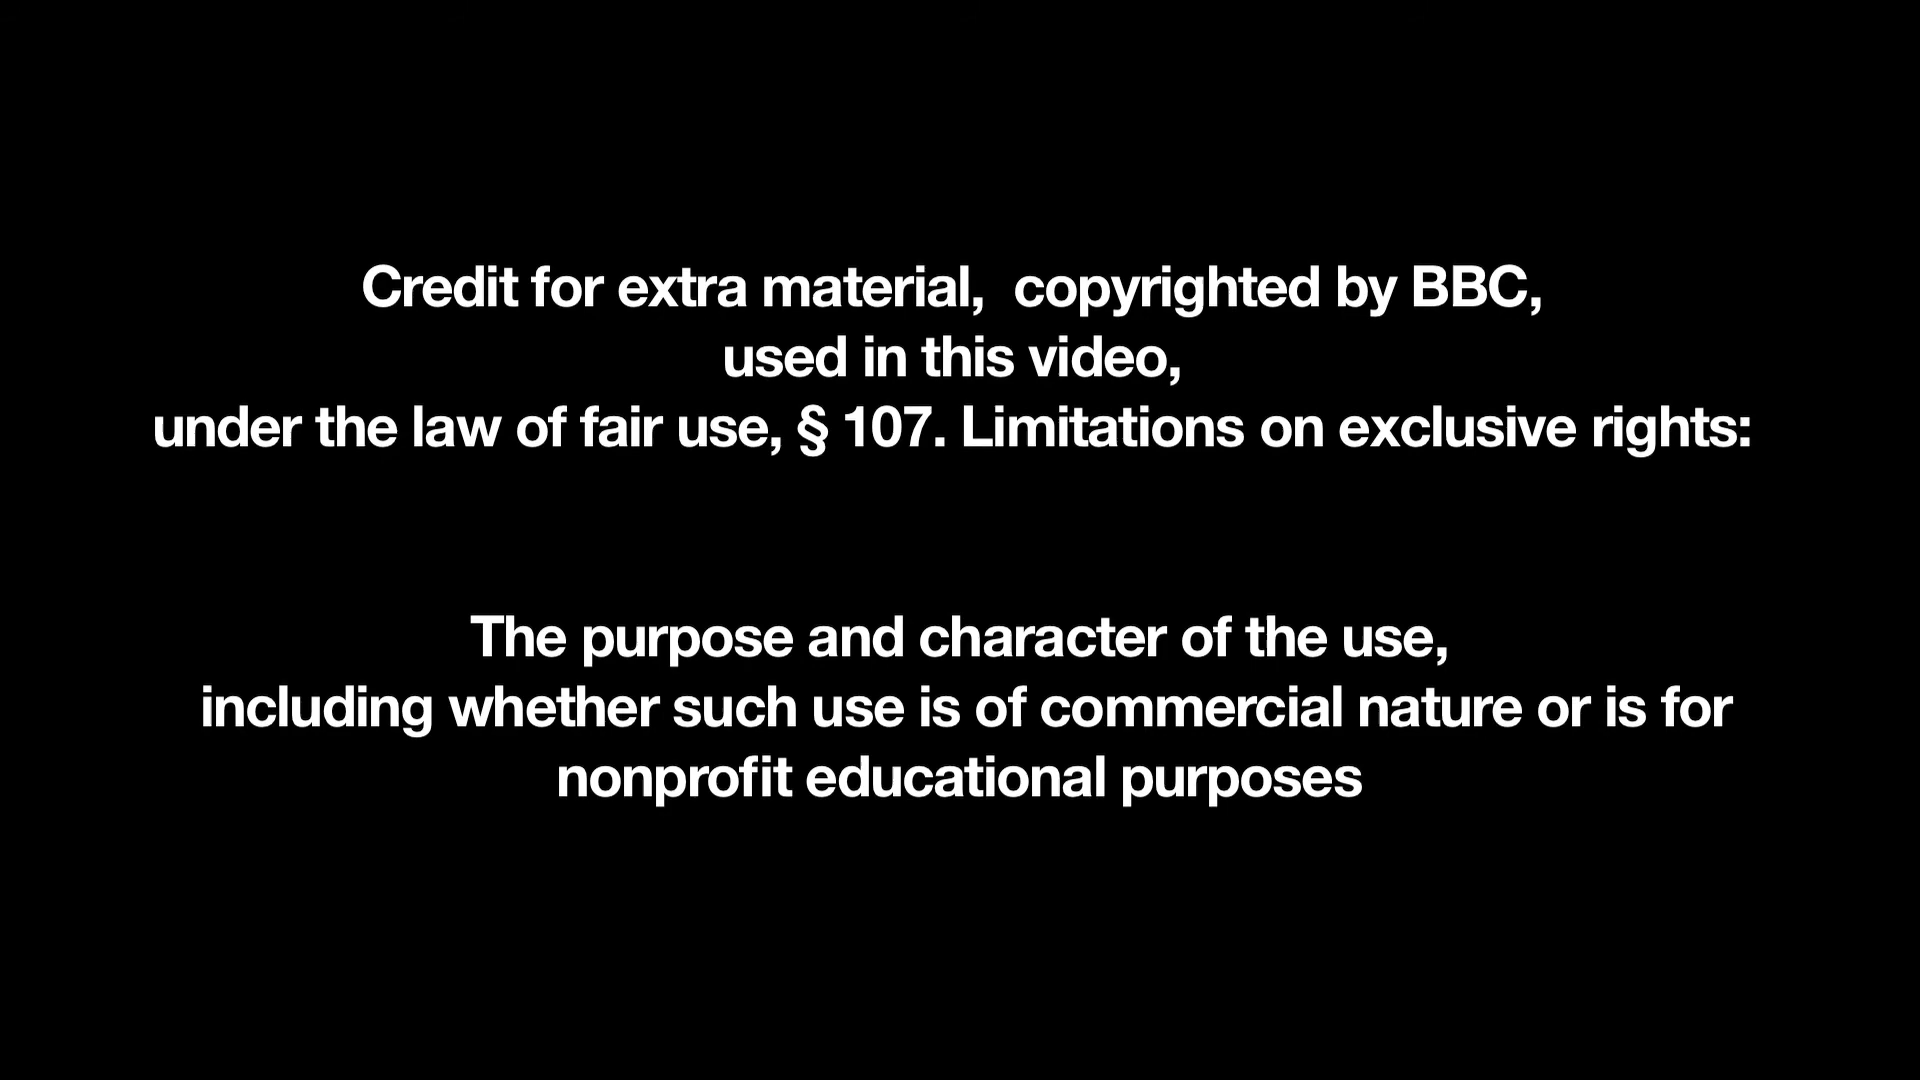 Credit for extra material,  copyrighted by BBC,
used in this video,
under the law of fair use, § 107. Limitations on exclusive rights:
The purpose and character of the use,
including whether such use is of commercial nature or is for
nonprofit educational purposes